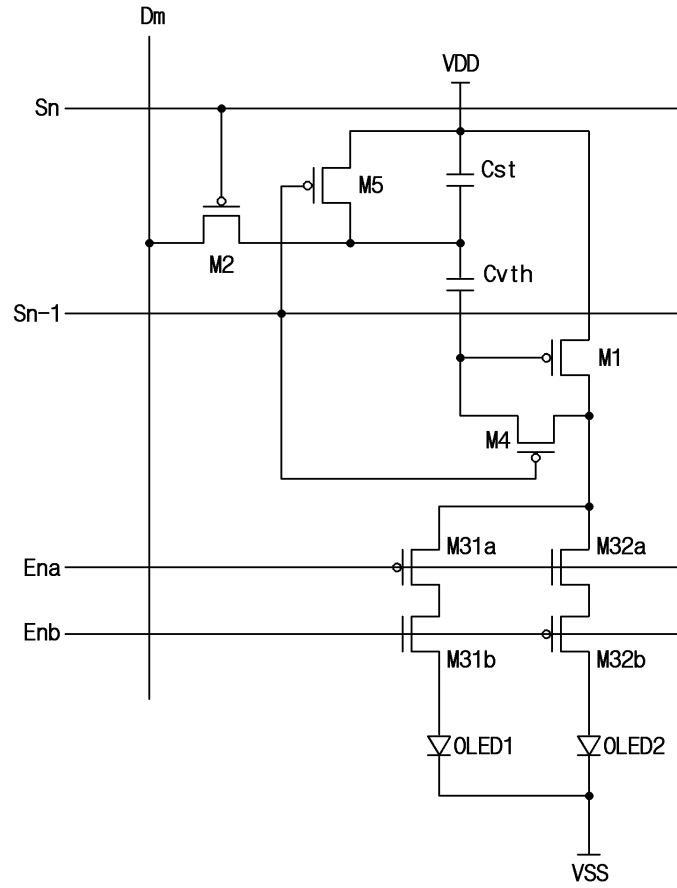 Dm
VDD
Sn
Cst
M5
M2
Cvth
Sn-1
M1
M4
M31a
M32a
Ena
Enb
M31b
M32b
OLED1
OLED2
VSS